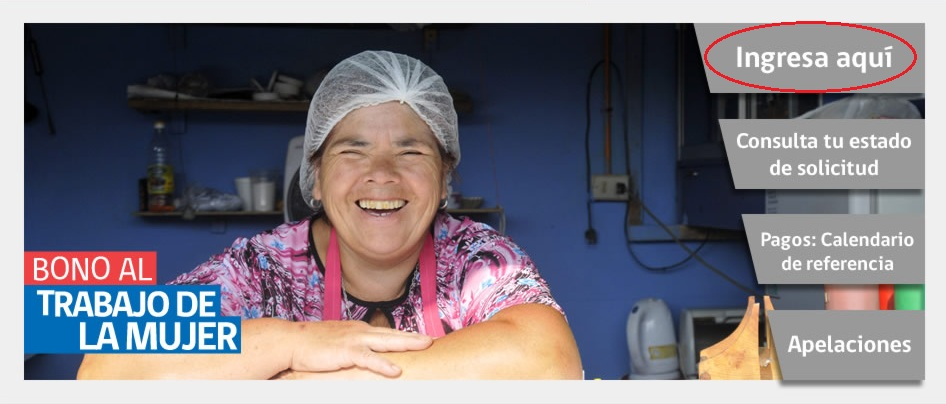 Ingresa aquí
Consulta tu estado
de solicitud
Pagos: Calendario
de referencia
BONO AL
TRABAJO DE
LA MUJER
Apelaciones